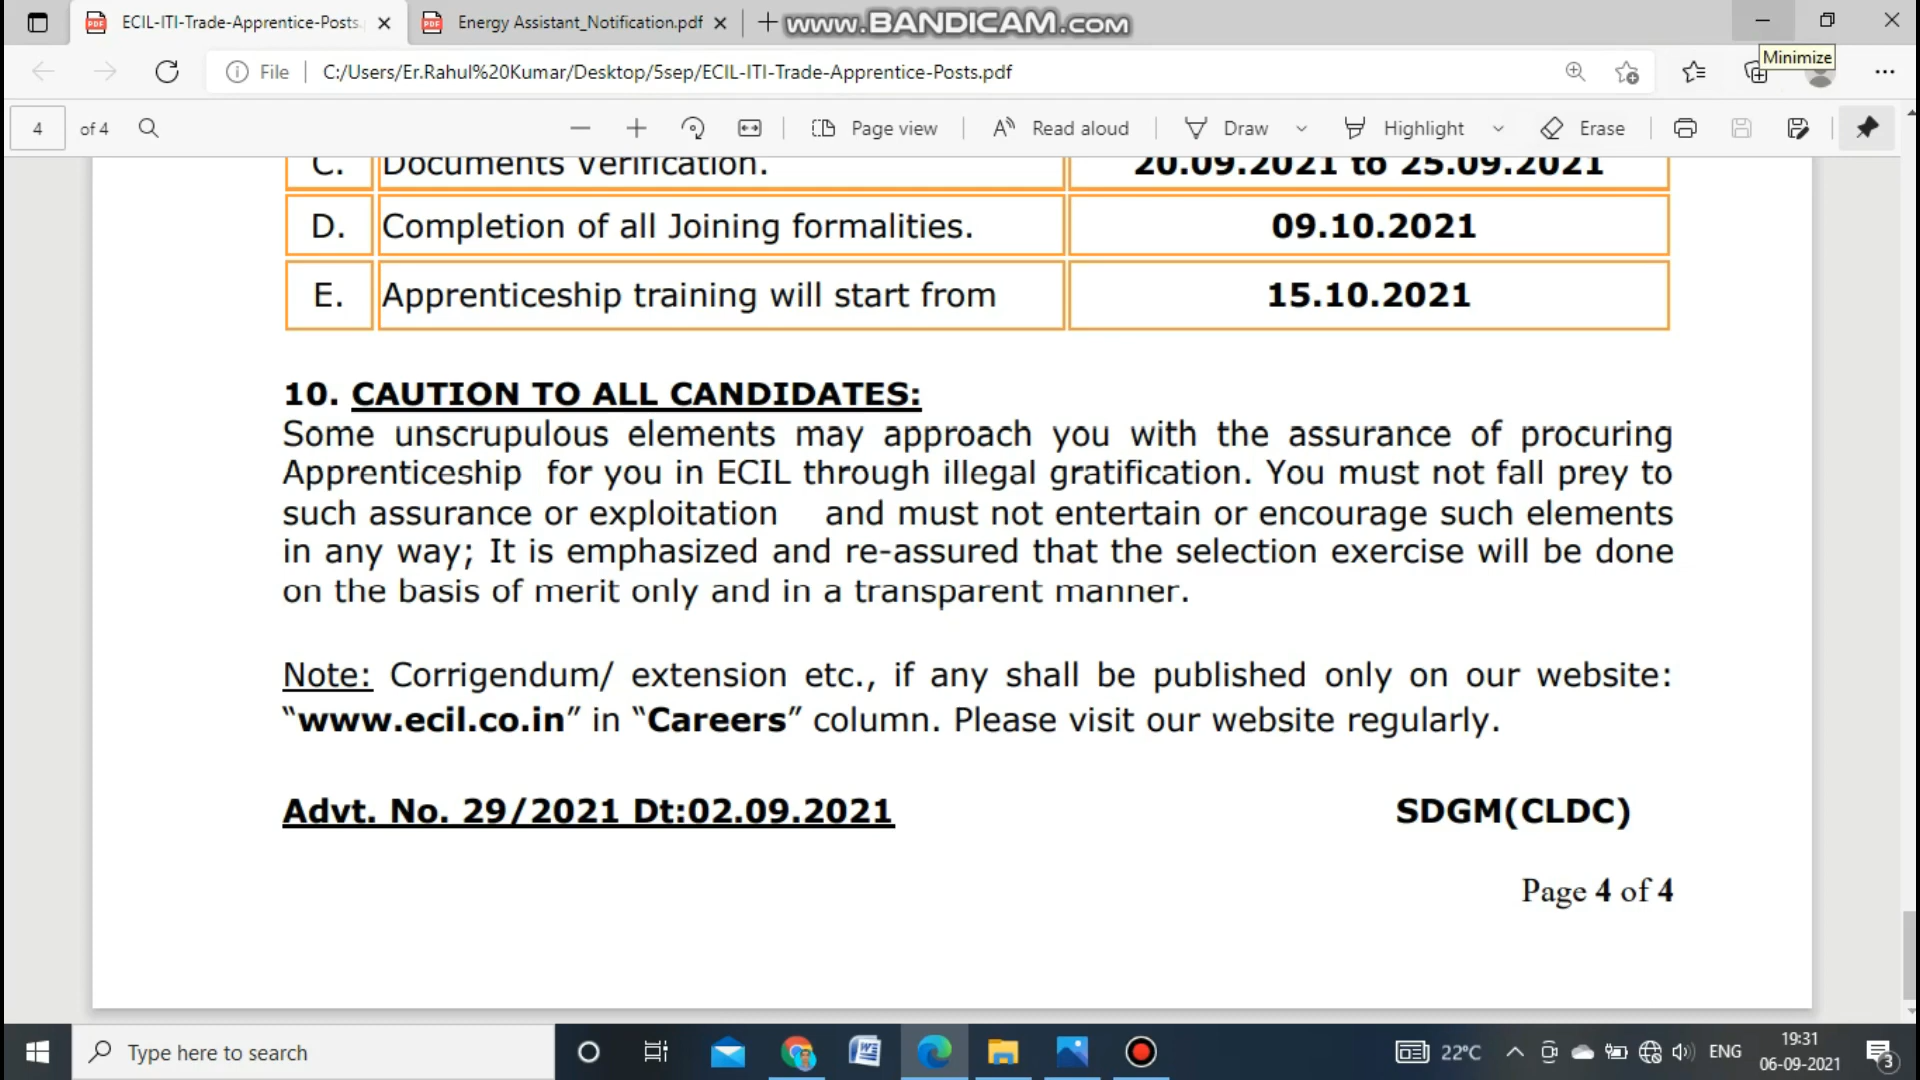 ECIL-ITI-Trade-Apprentice-Posts.
Energy Assistant_Notification.pdf
www.BANDICAM.com
File
C:/Users/Er.Rahul%20Kumar/Desktop/5sep/ECIL-ITI-Trade-Apprentice-Posts.pdf
Minimize
4 of 4
Page view
Read aloud
Draw
Highlight
Erase
C. Documents Verification. 20.09.2021 to 25.09.2021
D. Completion of all Joining formalities. 09.10.2021
E. Apprenticeship training will start from 15.10.2021
10. CAUTION TO ALL CANDIDATES:
Some unscrupulous elements may approach you with the assurance of procuring
Apprenticeship for you in ECIL through illegal gratification. You must not fall prey to
such assurance or exploitation and must not entertain or encourage such elements
in any way; It is emphasized and re-assured that the selection exercise will be done
on the basis of merit only and in a transparent manner.
Note: Corrigendum/ extension etc., if any shall be published only on our website:
“www.ecil.co.in” in “Careers” column. Please visit our website regularly.
Advt. No. 29/2021 Dt:02.09.2021 SDGM(CLDC)
Page 4 of 4
Type here to search
22°C
ENG
19:31
06-09-2021
3